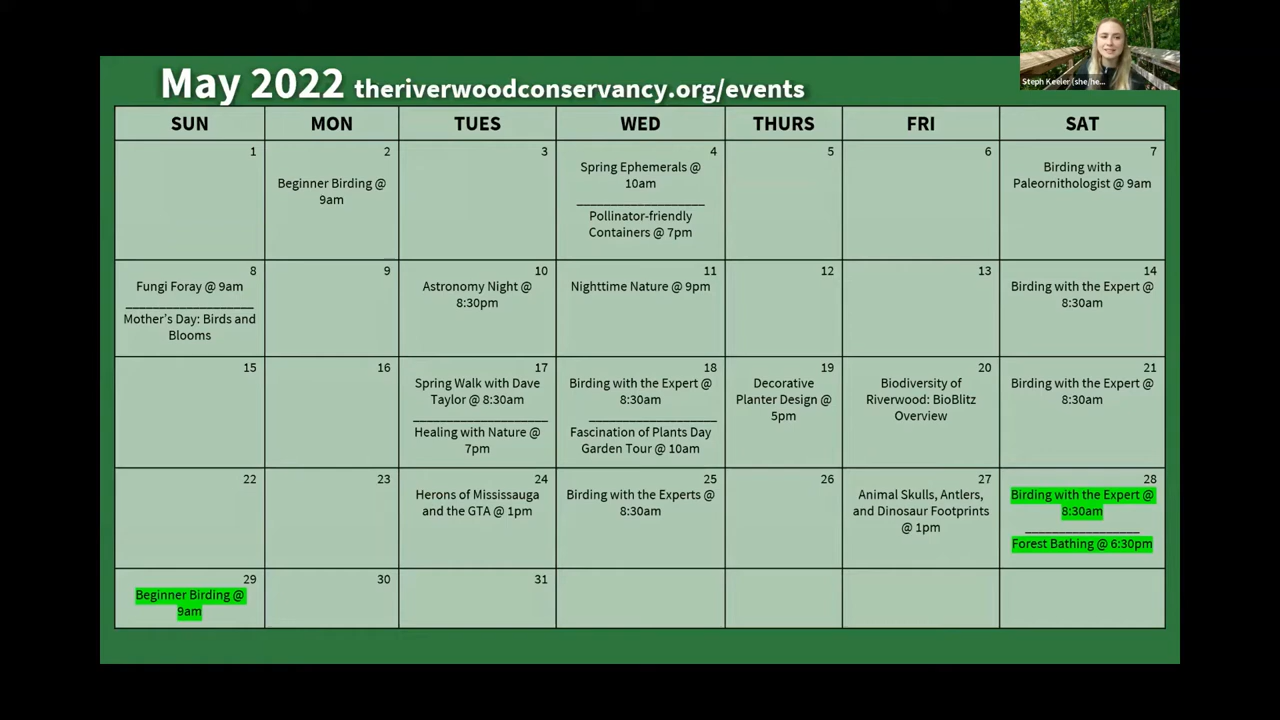 May 2022 theriverwoodconservancy.org/events
Steph Keeler (she/he...
SUN MON TUES WED THURS FRI SAT
1 2 3 4 5 6 7
Beginner Birding @
9am
Spring Ephemerals @
10am
Pollinator-friendly
Containers @ 7pm
Birding with a
Paleornithologist @ 9am
8 9 10 11 12 13 14
Fungi Foray @ 9am
Mother's Day: Birds and
Blooms
Astronomy Night @
8:30pm
Nighttime Nature @ 9pm
Birding with the Expert @
8:30am
15 16 17 18 19 20 21
Spring Walk with Dave
Taylor @ 8:30am
Healing with Nature @
7pm
Birding with the Expert @
8:30am
Fascination of Plants Day
Garden Tour @ 10am
Decorative
Planter Design @
5pm
Biodiversity of
Riverwood: BioBlitz
Overview
Birding with the Expert @
8:30am
22 23 24 25 26 27 28
Herons of Mississauga
and the GTA @ 1pm
Birding with the Experts @
8:30am
Animal Skulls, Antlers,
and Dinosaur Footprints
@ 1pm
Birding with the Expert @
8:30am
Forest Bathing @ 6:30pm
29 30 31
Beginner Birding @
9am